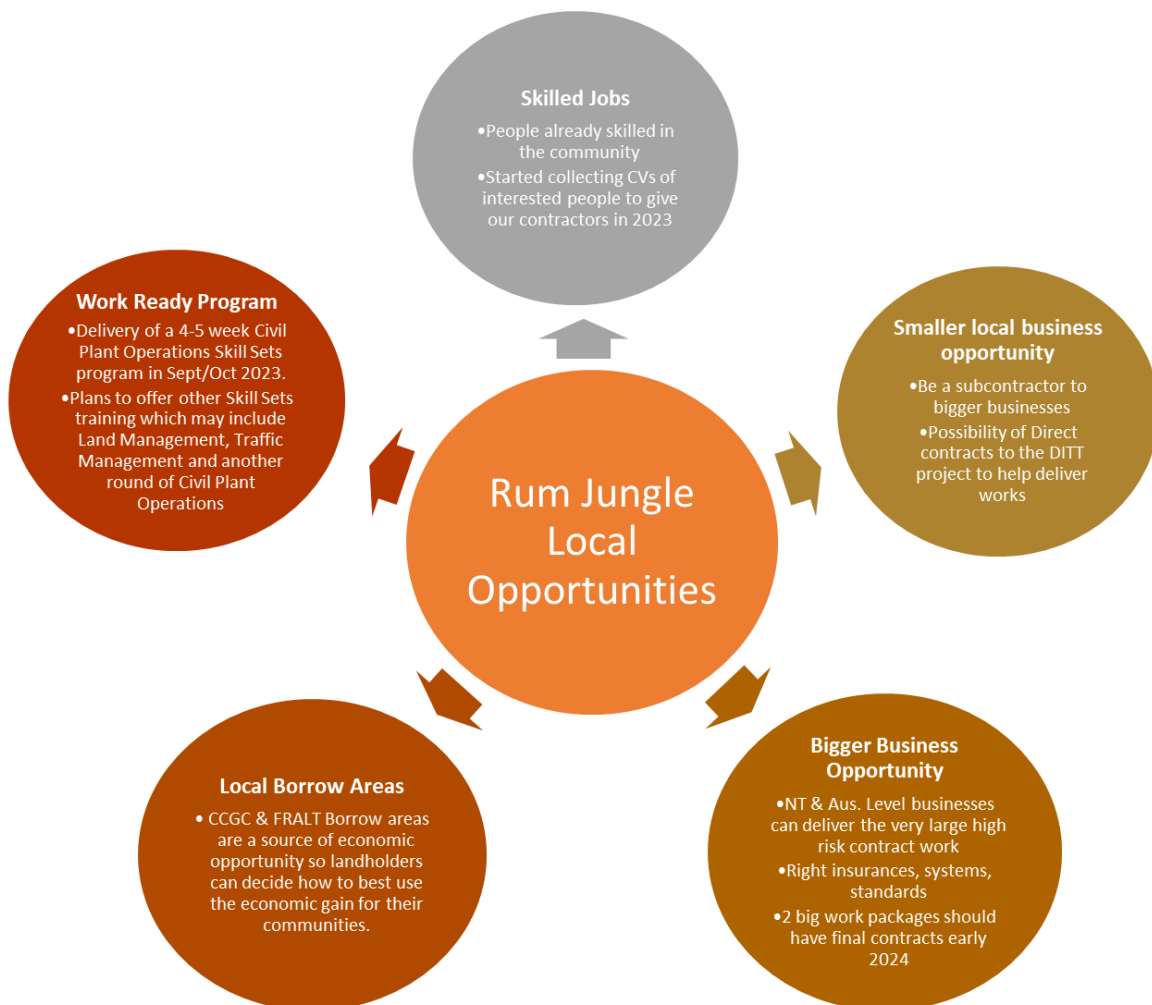 Skilled Jobs
•People already skilled in
the community
•Started collecting CVs of
interested people to give
our contractors in 2023
Work Ready Program
•Delivery of a 4-5 week Civil
Plant Operations Skill Sets
program in Sept/Oct 2023.
•Plans to offer other Skill Sets
training which may include
Land Management, Traffic
Management and another
round of Civil Plant
Operations
Smaller local business
opportunity
•Be a subcontractor to
bigger businesses
•Possibility of Direct
contracts to the DITT
project to help deliver
works
Rum Jungle
Local
Opportunities
Local Borrow Areas
• CCGC & FRALT Borrow areas
are a source of economic
opportunity so landholders
can decide how to best use
the economic gain for their
communities.
Bigger Business
Opportunity
•NT & Aus. Level businesses
can deliver the very large high
risk contract work
•Right insurances, systems,
standards
•2 big work packages should
have final contracts early
2024